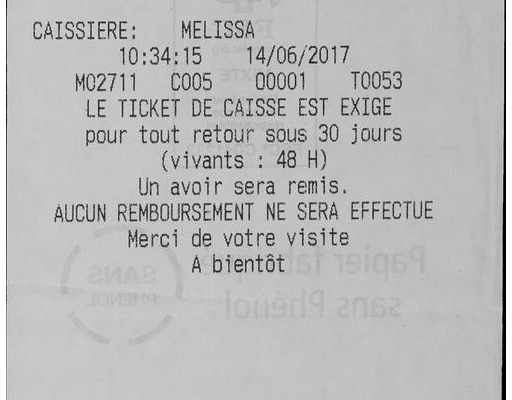 CAISSIERE: MELISSA
10:34:15 14/06/2017
M02711 C005 00001 T0053
LE TICKET DE CAISSE EST EXIGE
pour tout retour sous 30 jours
(vivants : 48 H)
Un avoir sera remis.
AUCUN REMBOURSEMENT NE SERA EFFECTUE
Merci de votre visite
A bientôt
SANS
PHÉNOL
Papier fabriqué
sans Phénol